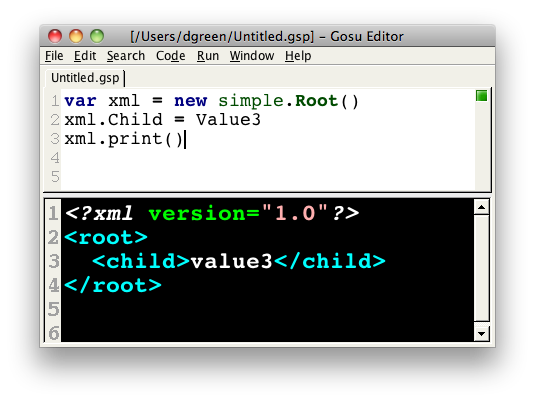 [/Users/dgreen/Untitled.gsp] – Gosu Editor
File Edit Search Code Run Window Help
Untitled.gsp
1 var xml = new simple.Root()
2 xml.Child = Value3
3 xml.print()
4
5
1 <?xml version="1.0"?>
2 <root>
3   <child>value3</child>
4 </root>
5
6